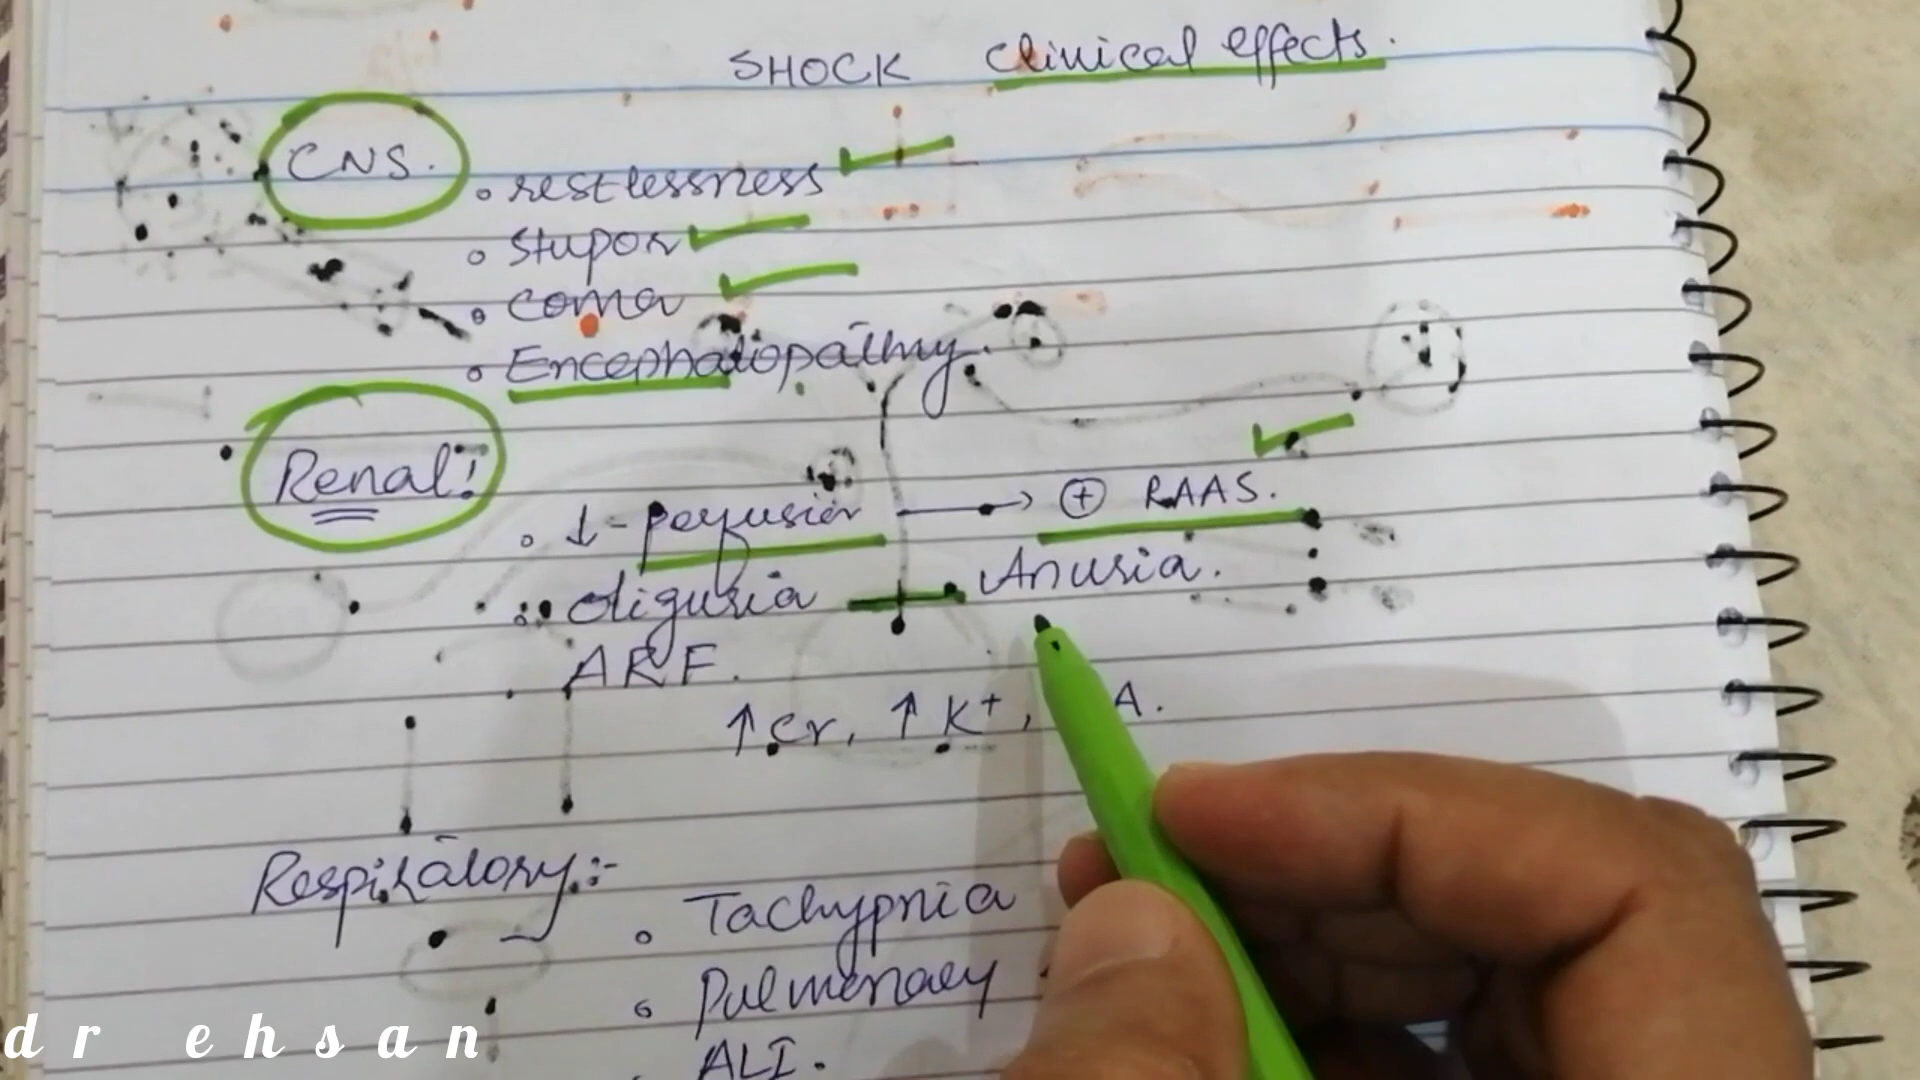 SHOCK Clinical effects.
CNS.
restlessness
stupor
coma
Encephalopathy.
Renal:
↓ perfusion → ⊕ RAAS.
oliguria — Anuria.
ARF.
↑Cr, ↑K+, A.
Respiratory:-
Tachypnia
Pulmonary
ALI.
dr ehsan